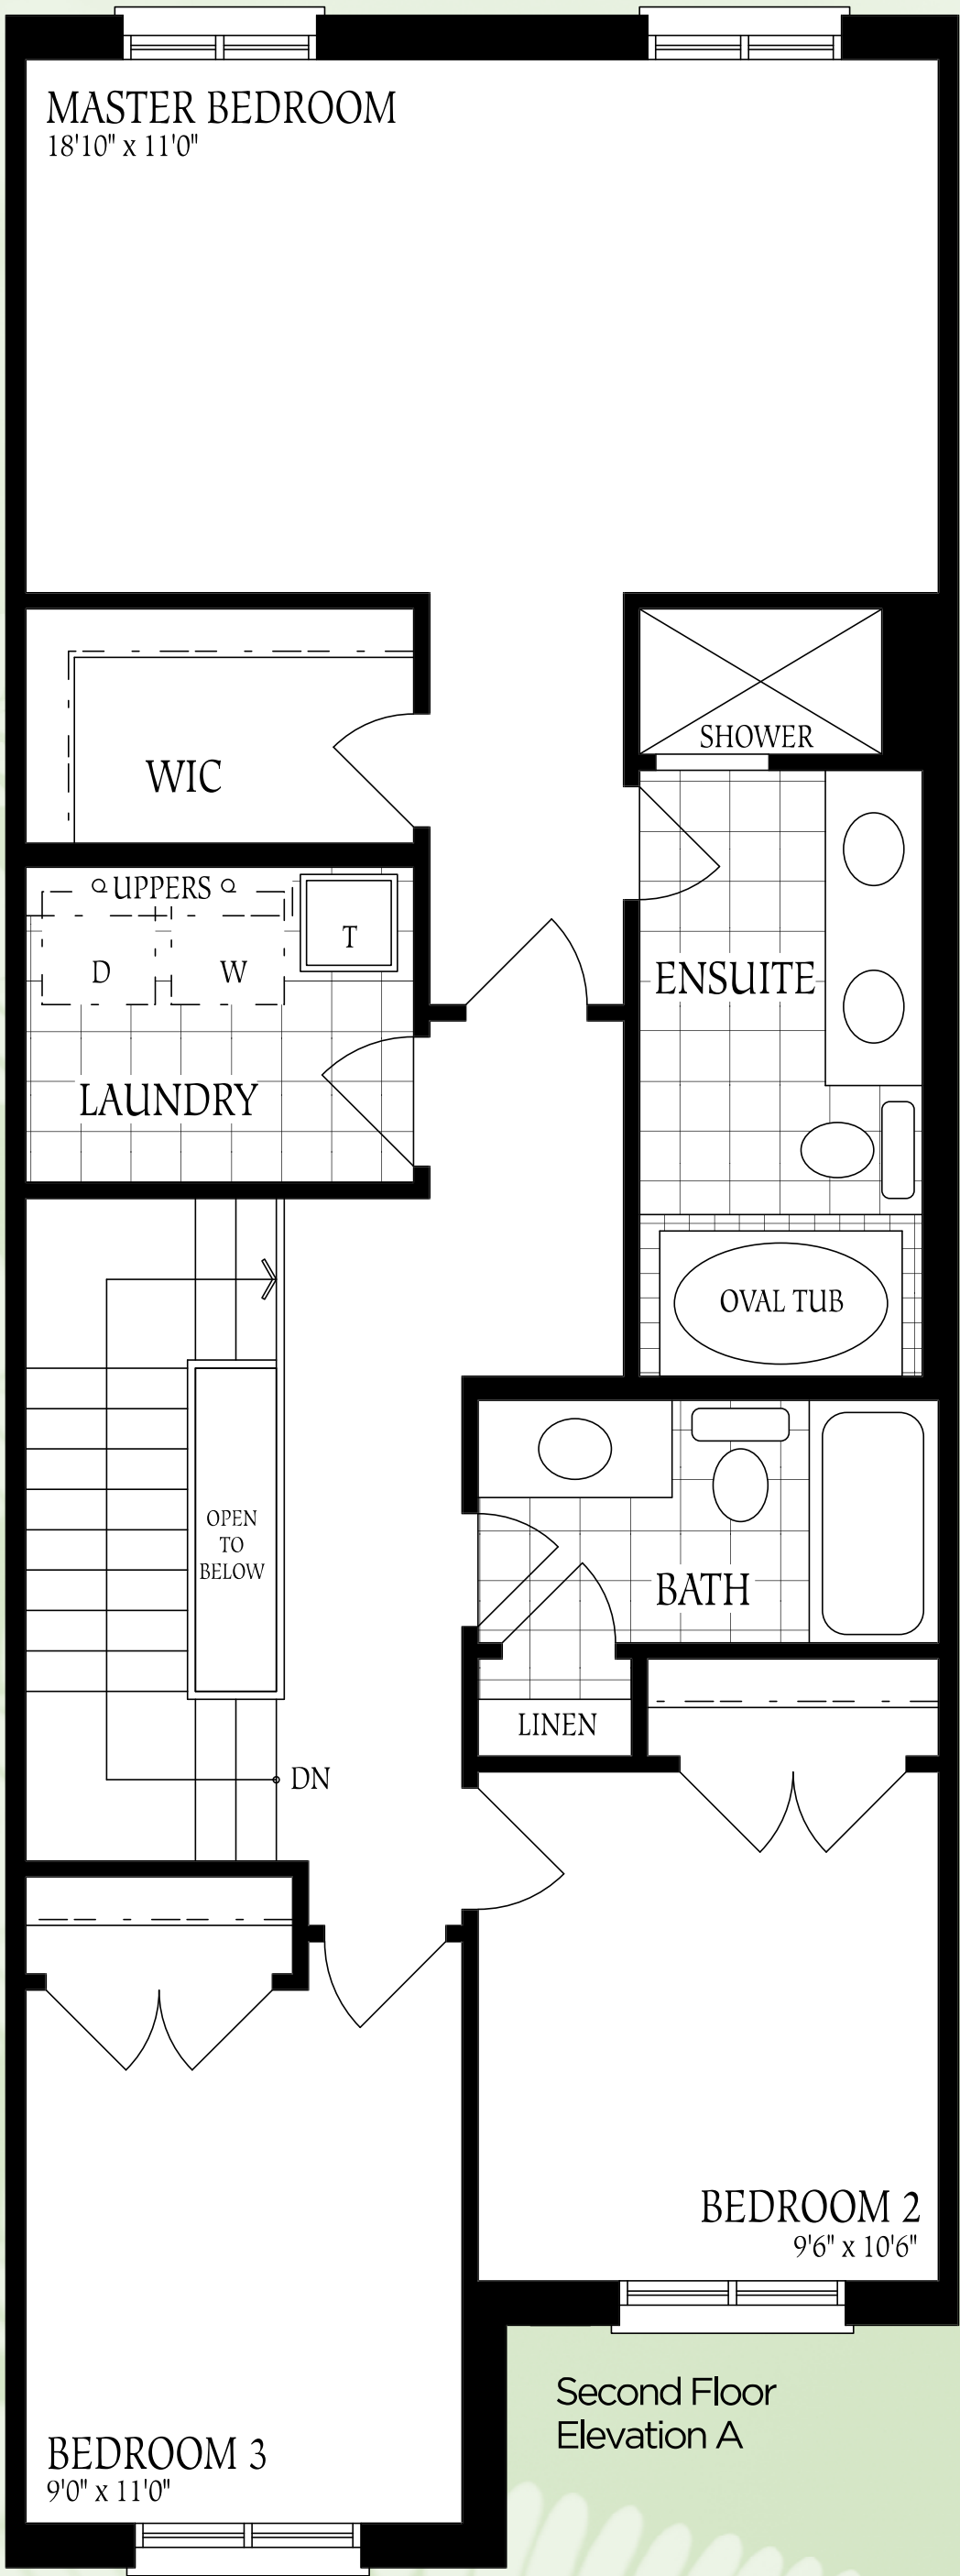 MASTER BEDROOM
18'10" x 11'0"
SHOWER
WIC
UPPERS
T
D
W
ENSUITE
LAUNDRY
OVAL TUB
OPEN
TO
BELOW
BATH
LINEN
DN
BEDROOM 2
9'6" x 10'6"
Second Floor
Elevation A
BEDROOM 3
9'0" x 11'0"